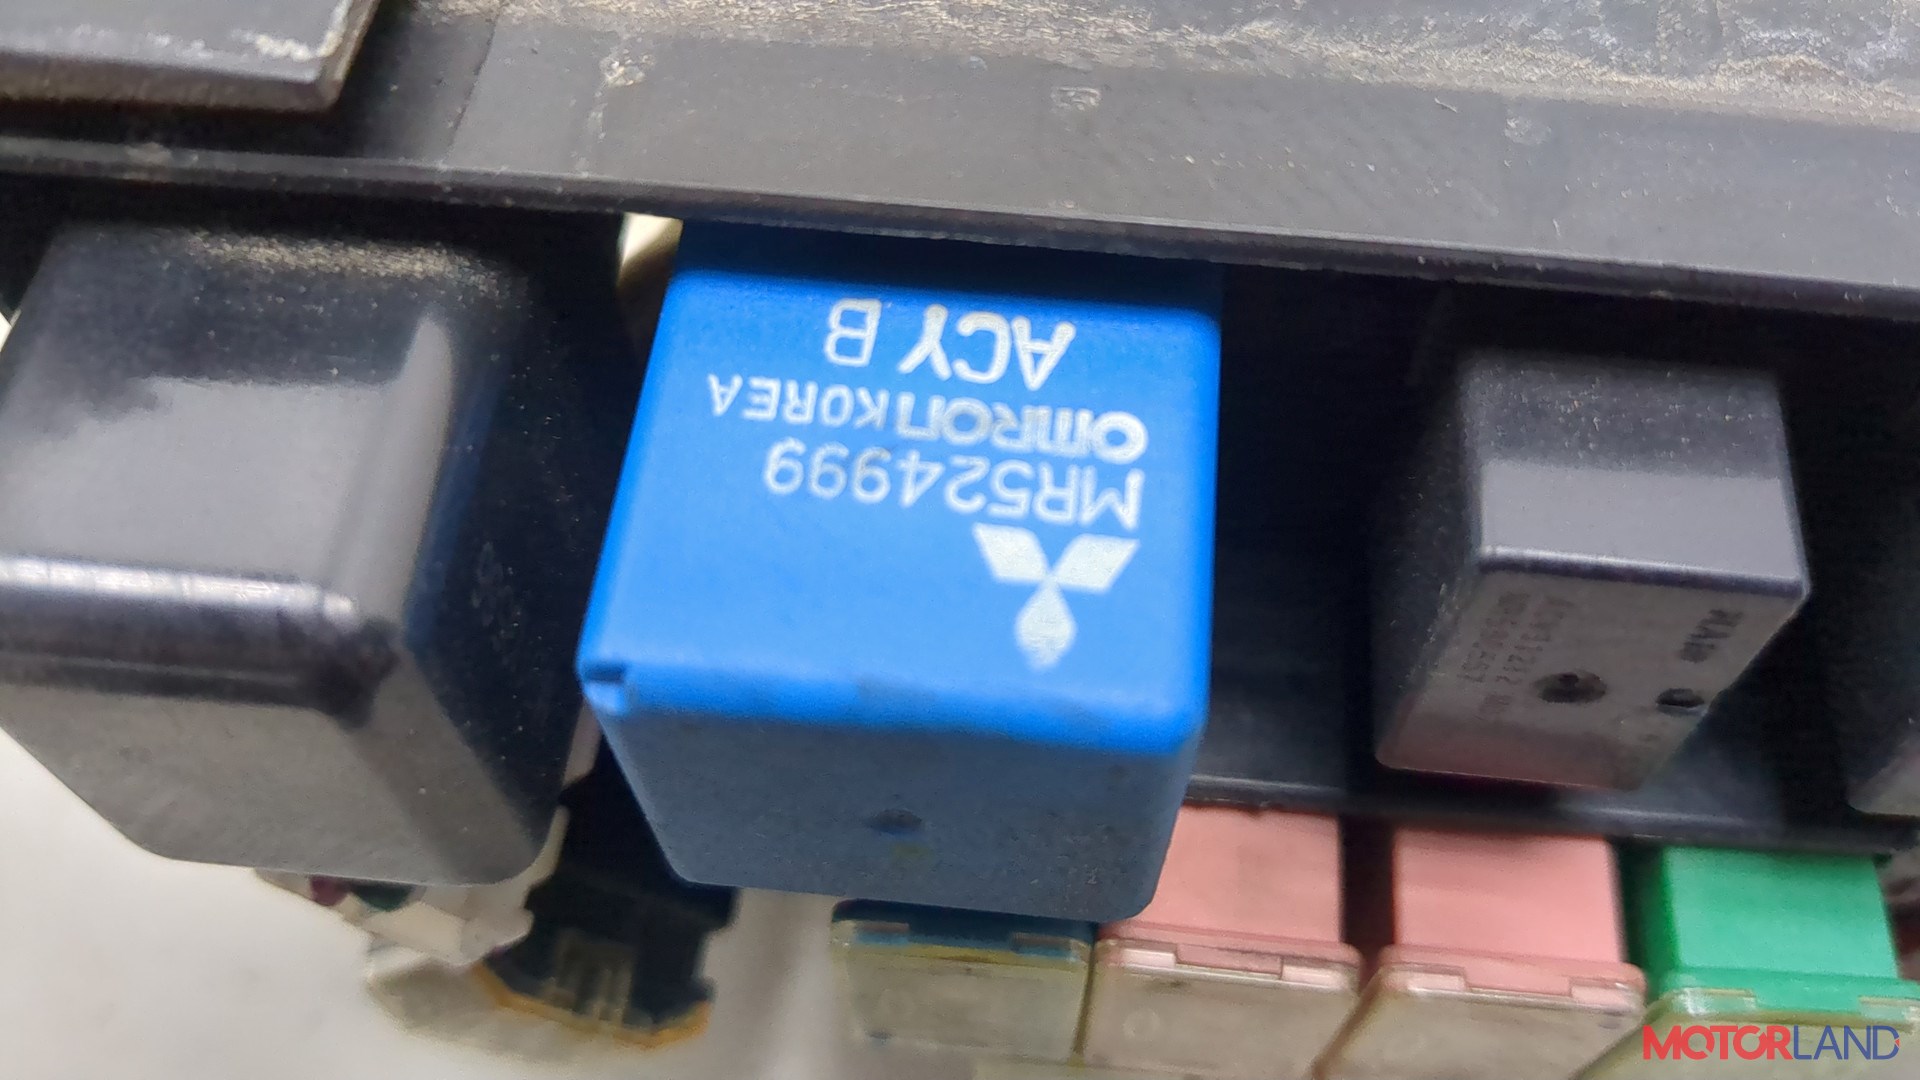 MR524999
omron KOREA
ACY B
MOTORLAND